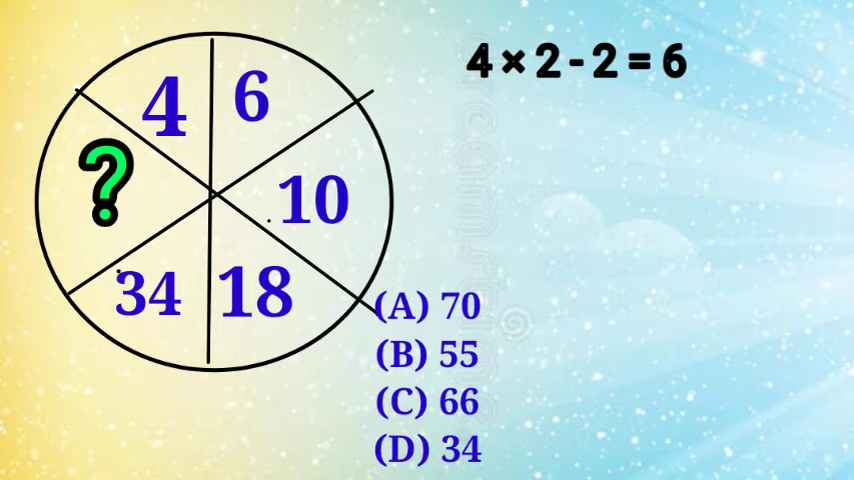 4 × 2 - 2 = 6
4 6
? 10
34 18
(A) 70
(B) 55
(C) 66
(D) 34